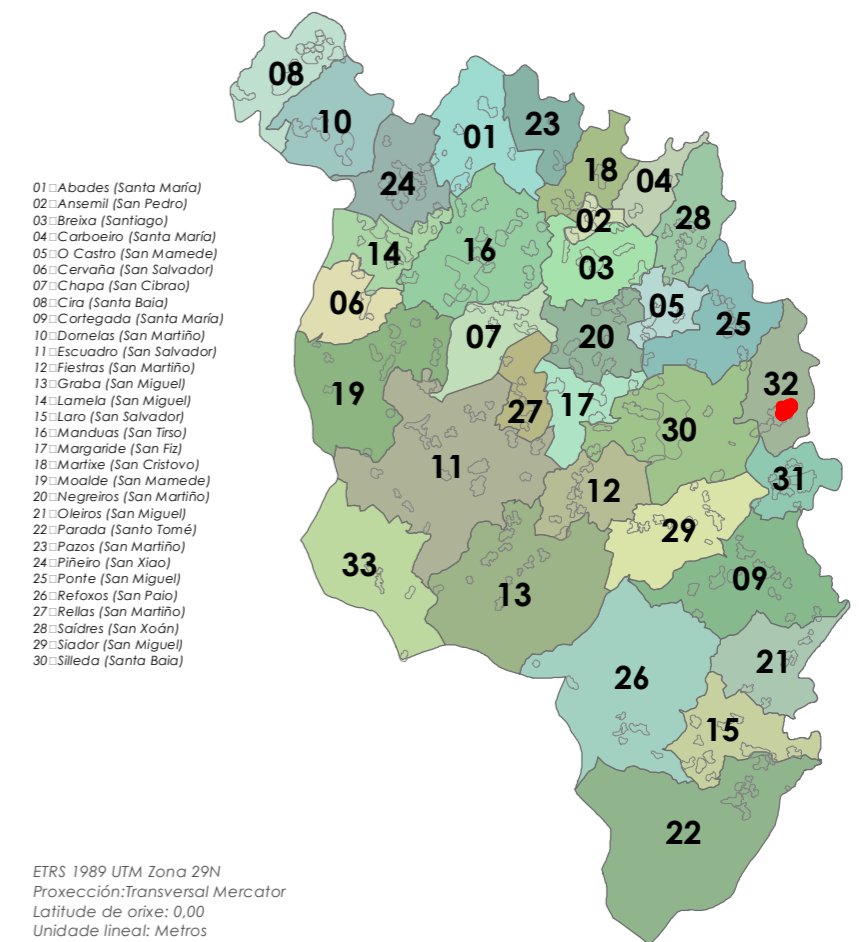 08
10
01
23
24
18
04
02
28
14
16
03
06
05
25
07
20
32
19
27
17
30
11
12
31
29
33
13
09
26
21
15
22
01□Abades (Santa María)
02□Ansemil (San Pedro)
03□Breixa (Santiago)
04□Carboeiro (Santa María)
05□O Castro (San Mamede)
06□Cervaña (San Salvador)
07□Chapa (San Cibrao)
08□Cira (Santa Baia)
09□Cortegada (Santa María)
10□Dornelas (San Martiño)
11□Escuadro (San Salvador)
12□Fiestras (San Martiño)
13□Graba (San Miguel)
14□Lamela (San Miguel)
15□Laro (San Salvador)
16□Manduas (San Tirso)
17□Margaride (San Fiz)
18□Martixe (San Cristovo)
19□Moalde (San Mamede)
20□Negreiros (San Martiño)
21□Oleiros (San Miguel)
22□Parada (Santo Tomé)
23□Pazos (San Martiño)
24□Piñeiro (San Xiao)
25□Ponte (San Miguel)
26□Refoxos (San Paio)
27□Rellas (San Martiño)
28□Saídres (San Xoán)
29□Siador (San Miguel)
30□Silleda (Santa Baia)
ETRS 1989 UTM Zona 29N
Proxección:Transversal Mercator
Latitude de orixe: 0,00
Unidade lineal: Metros